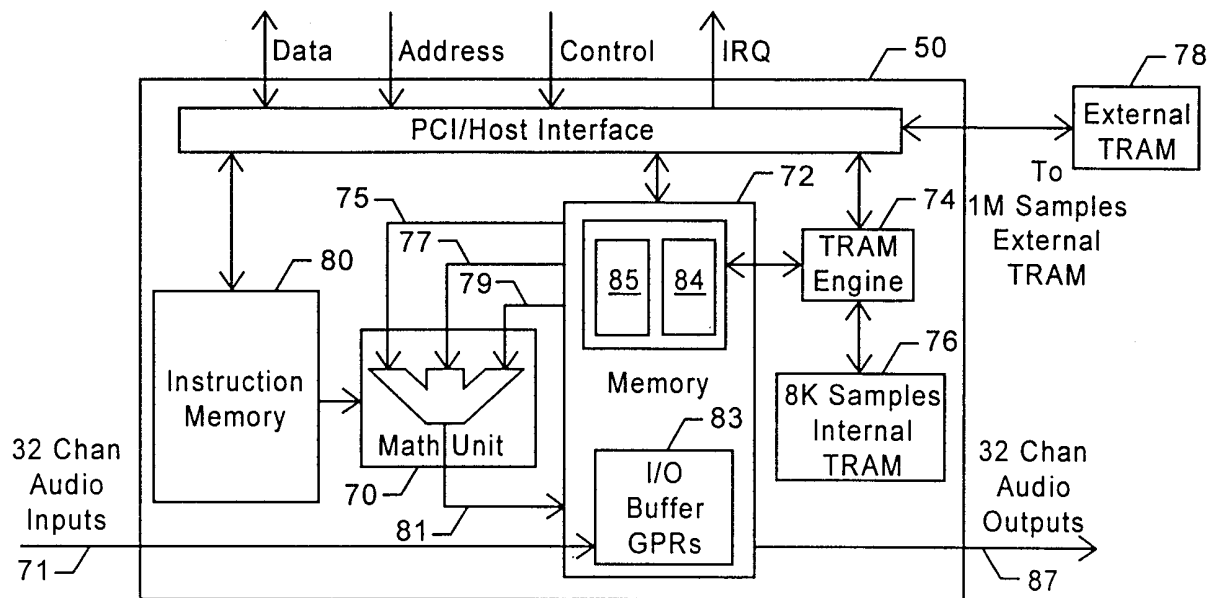 Data
Address
Control
IRQ
50
78
PCI/Host Interface
External
TRAM
To
1M Samples
External
TRAM
72
75
74
77
85
84
TRAM
Engine
80
79
76
Instruction
Memory
Memory
8K Samples
Internal
TRAM
Math Unit
83
32 Chan
Audio
Inputs
70
I/O
Buffer
GPRs
32 Chan
Audio
Outputs
81
71
87